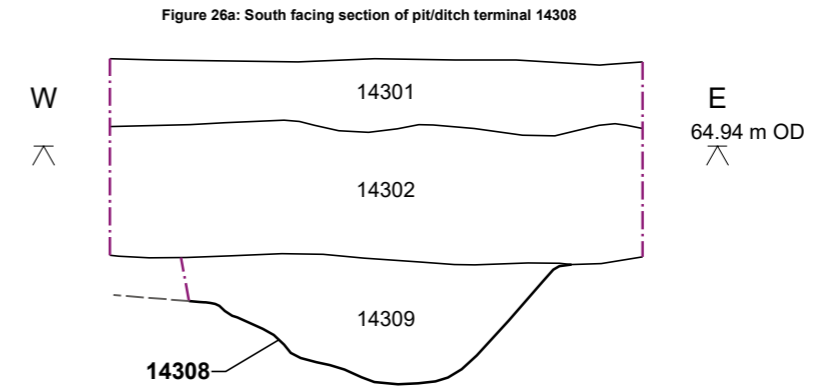 Figure 26a: South facing section of pit/ditch terminal 14308
14301
W
E
64.94 m OD
14302
14309
14308